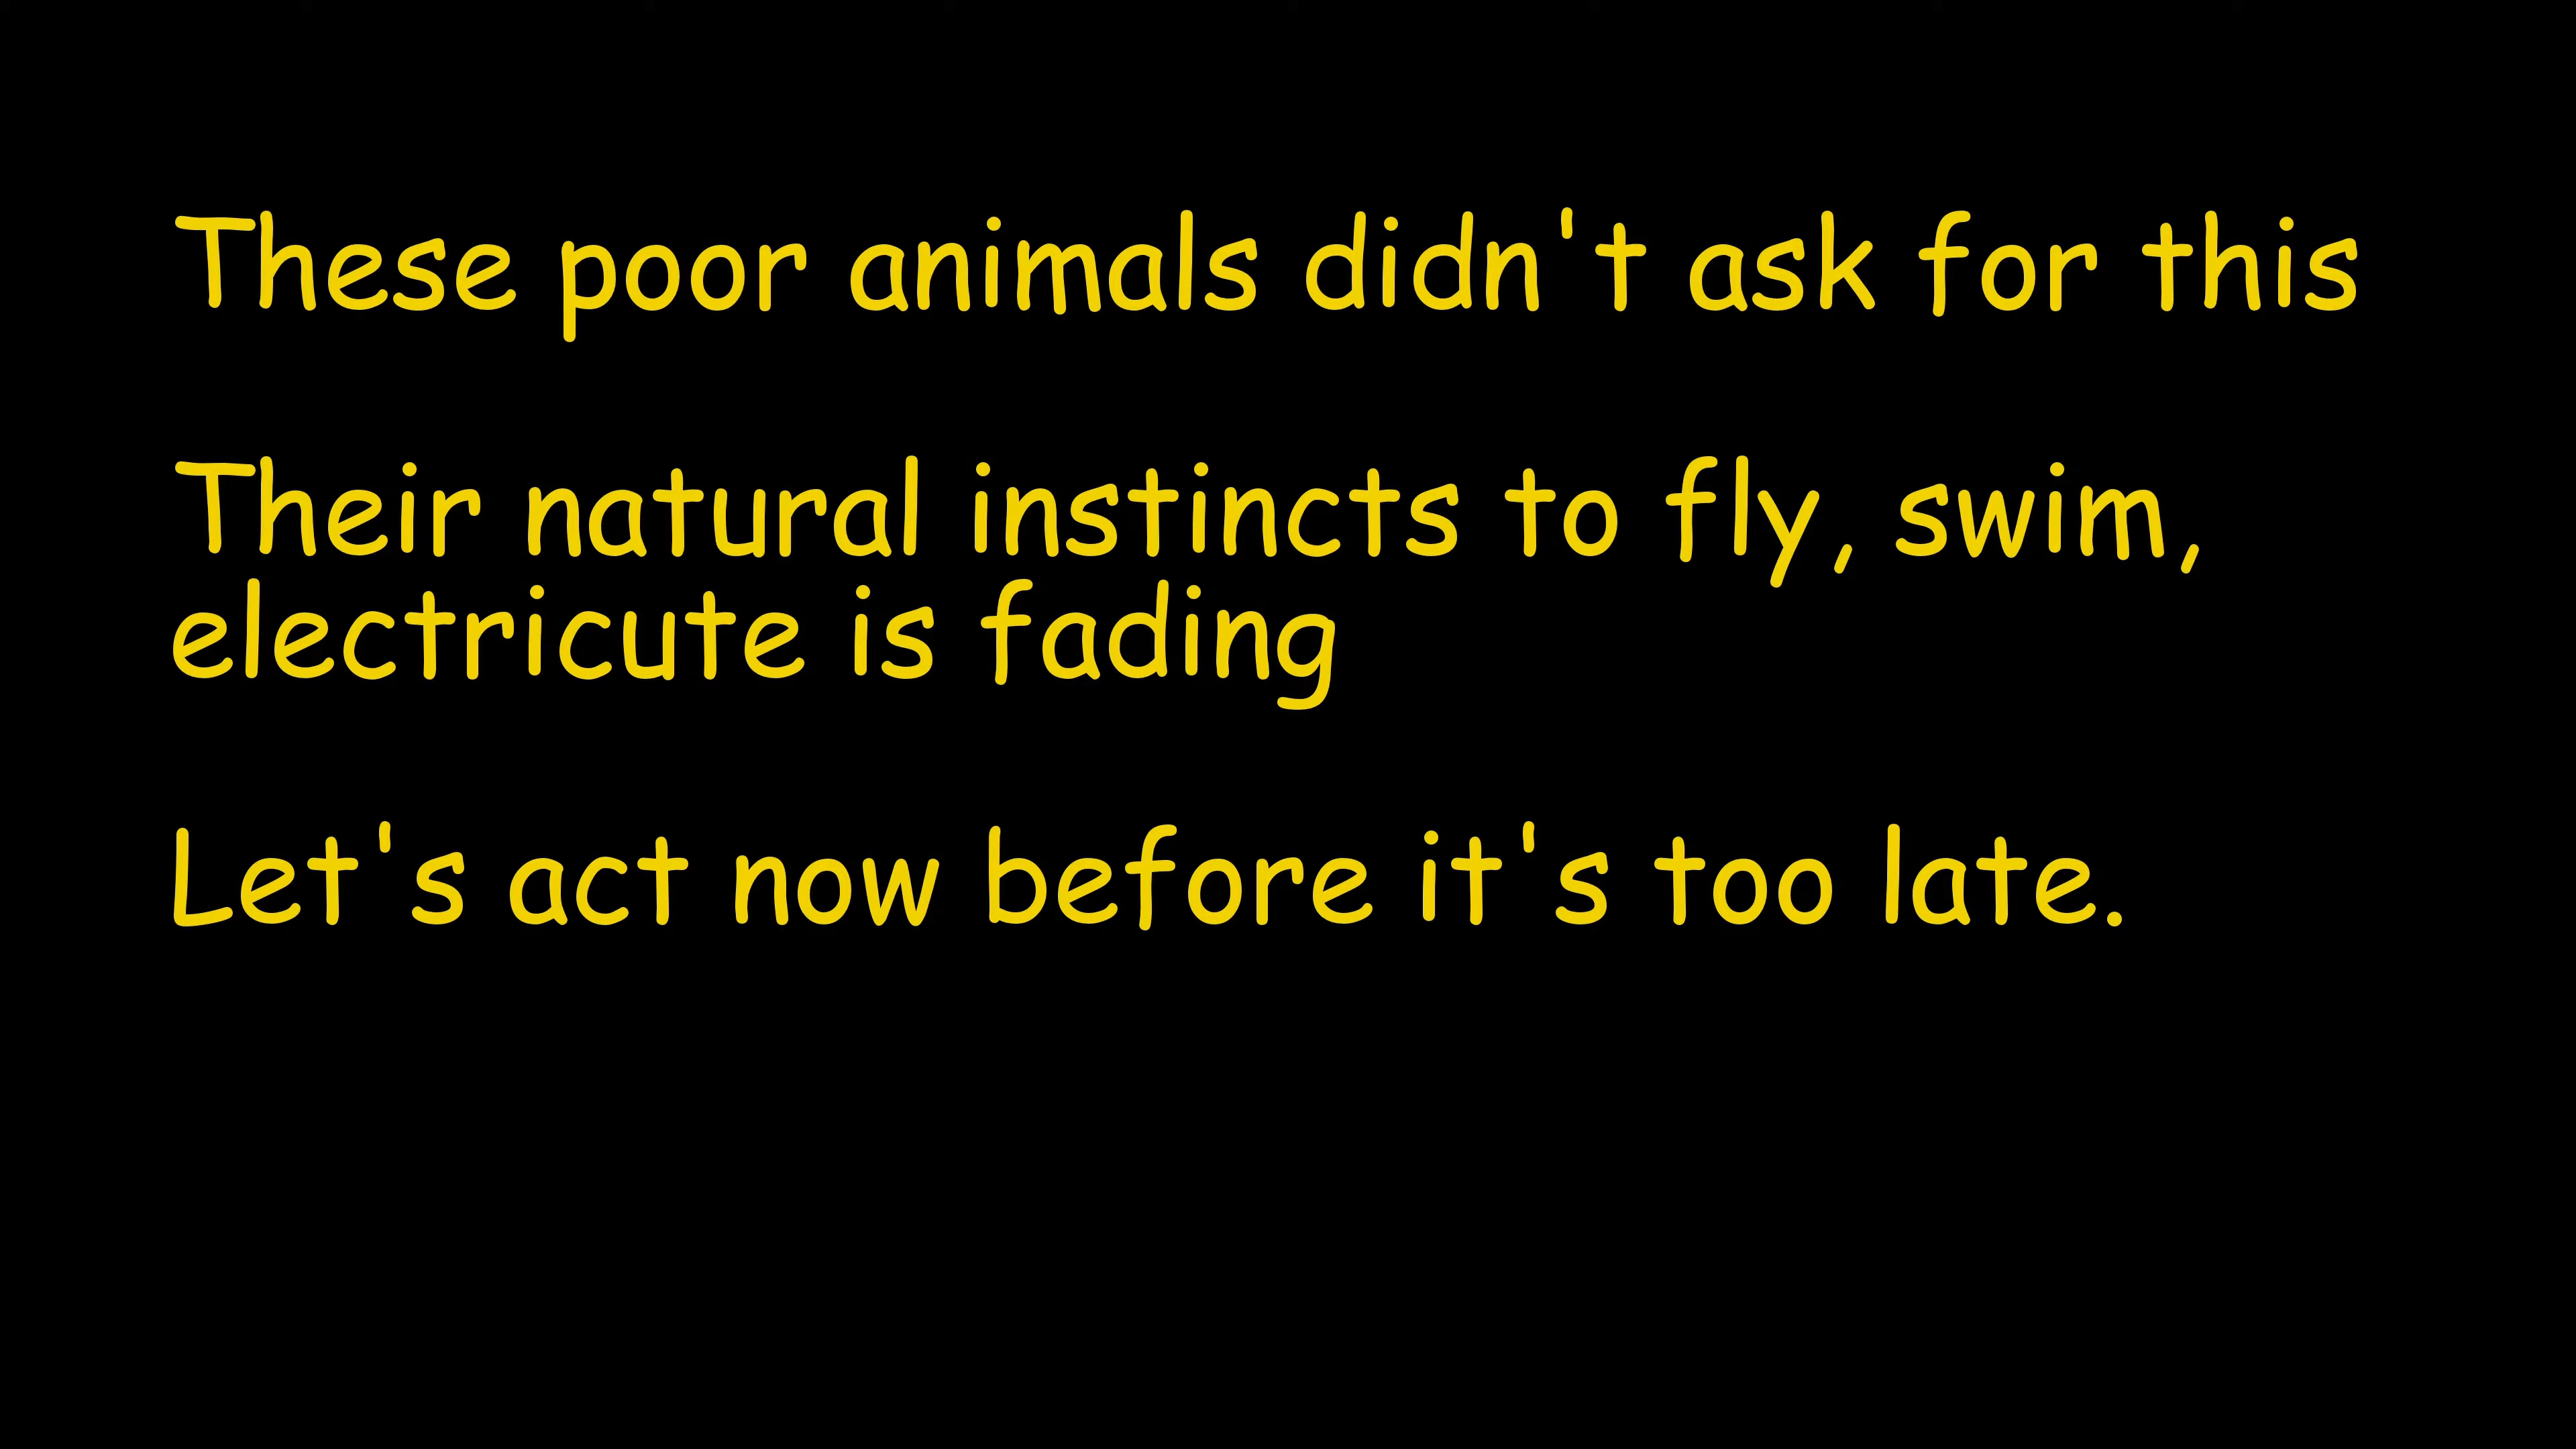 These poor animals didn't ask for this
Their natural instincts to fly, swim,
electricute is fading
Let's act now before it's too late.